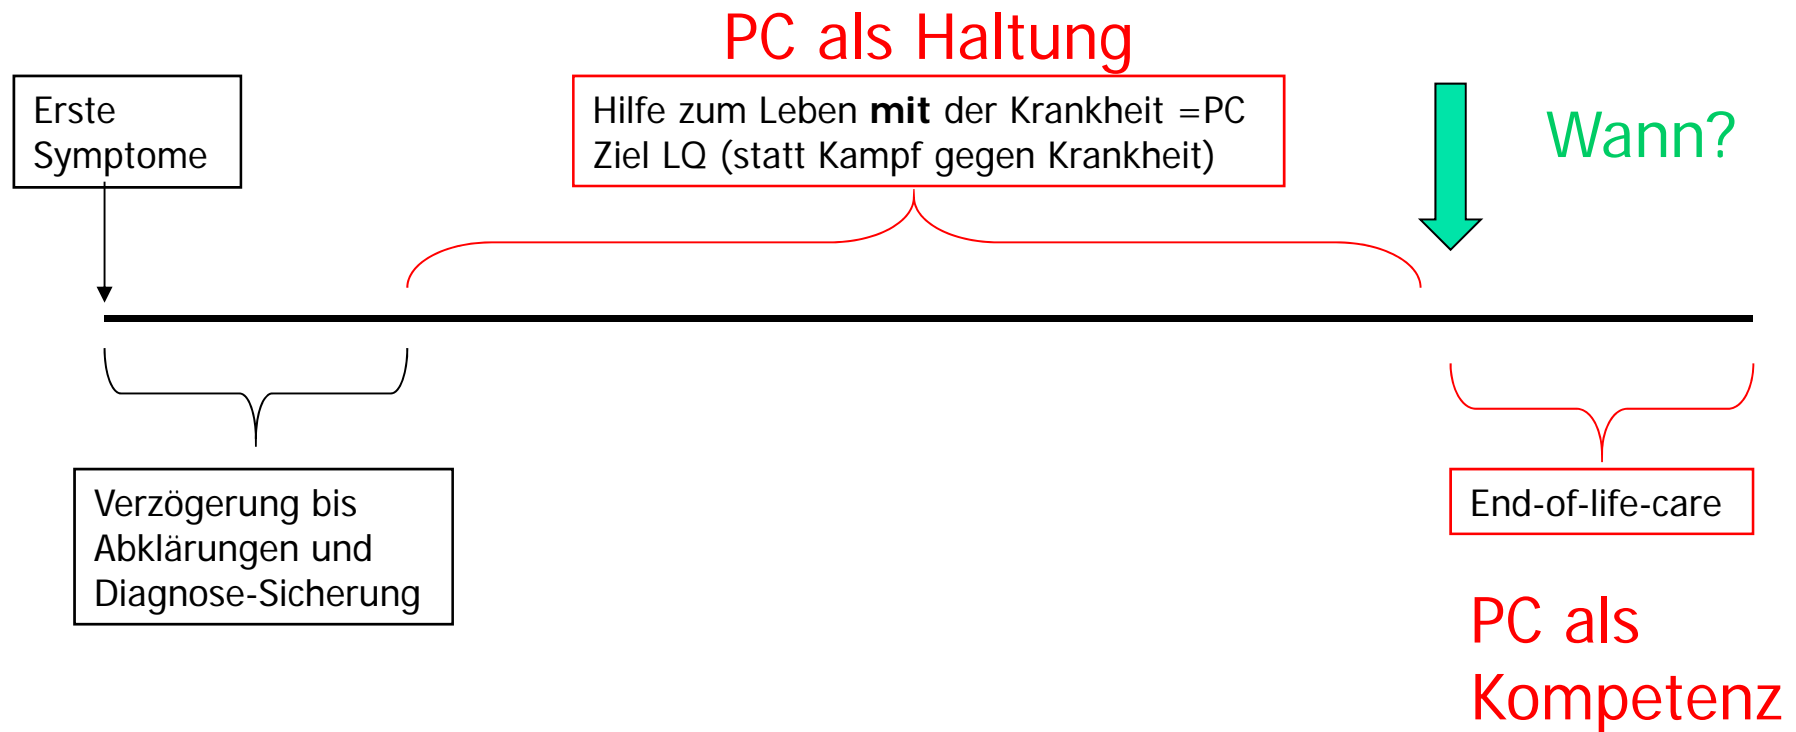 PC als Haltung
Erste
Symptome
Hilfe zum Leben mit der Krankheit =PC
Ziel LQ (statt Kampf gegen Krankheit)
Wann?
Verzögerung bis
Abklärungen und
Diagnose-Sicherung
End-of-life-care
PC als
Kompetenz